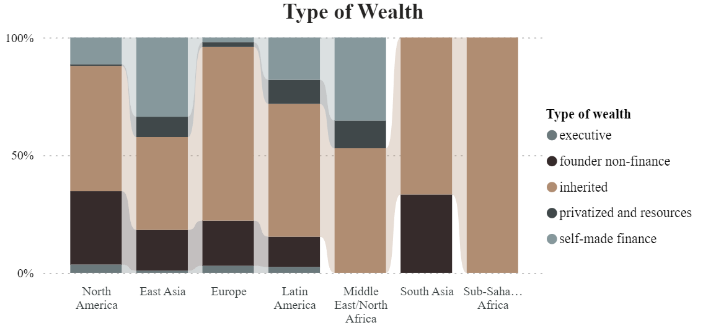 Type of Wealth
100%
50%
0%
North
America
East Asia
Europe
Latin
America
Middle
East/North
Africa
South Asia
Sub-Saha…
Africa
Type of wealth
executive
founder non-finance
inherited
privatized and resources
self-made finance